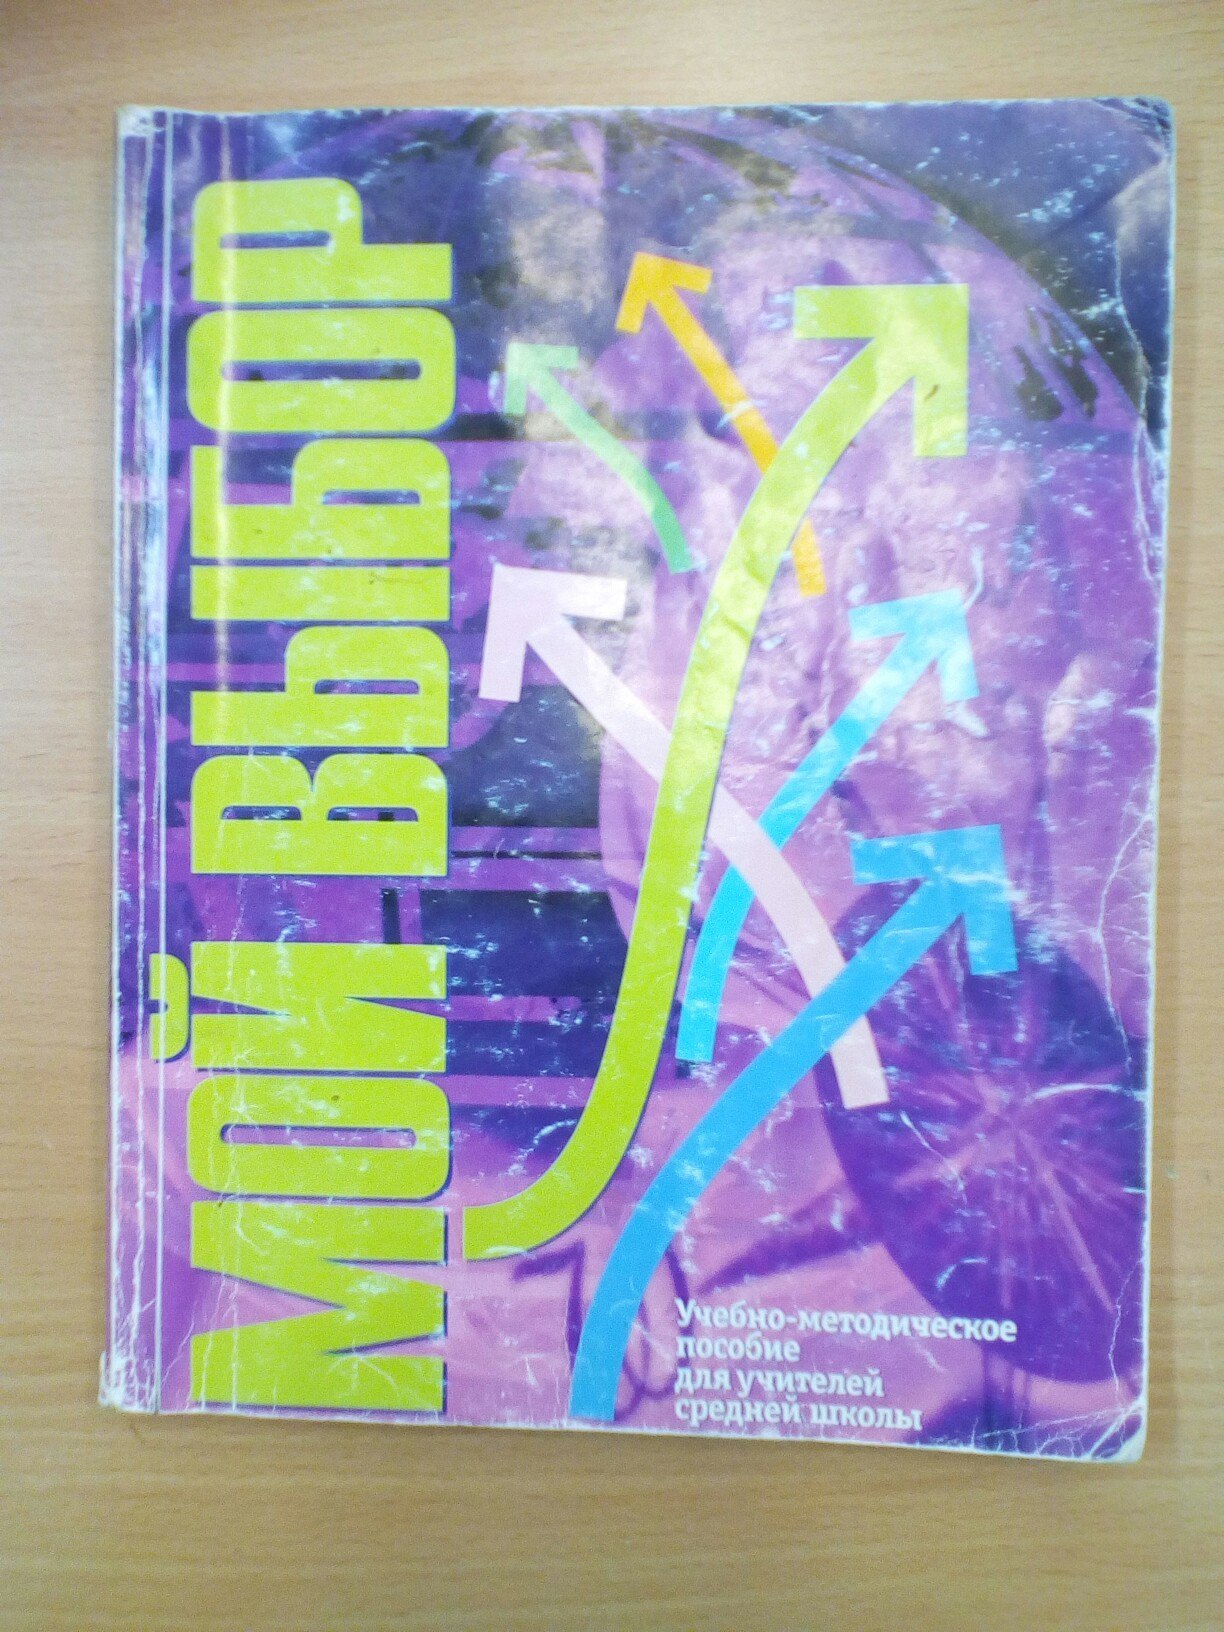 МОЙ ВЫБОР
Учебно-методическое
пособие
для учителей
средней школы